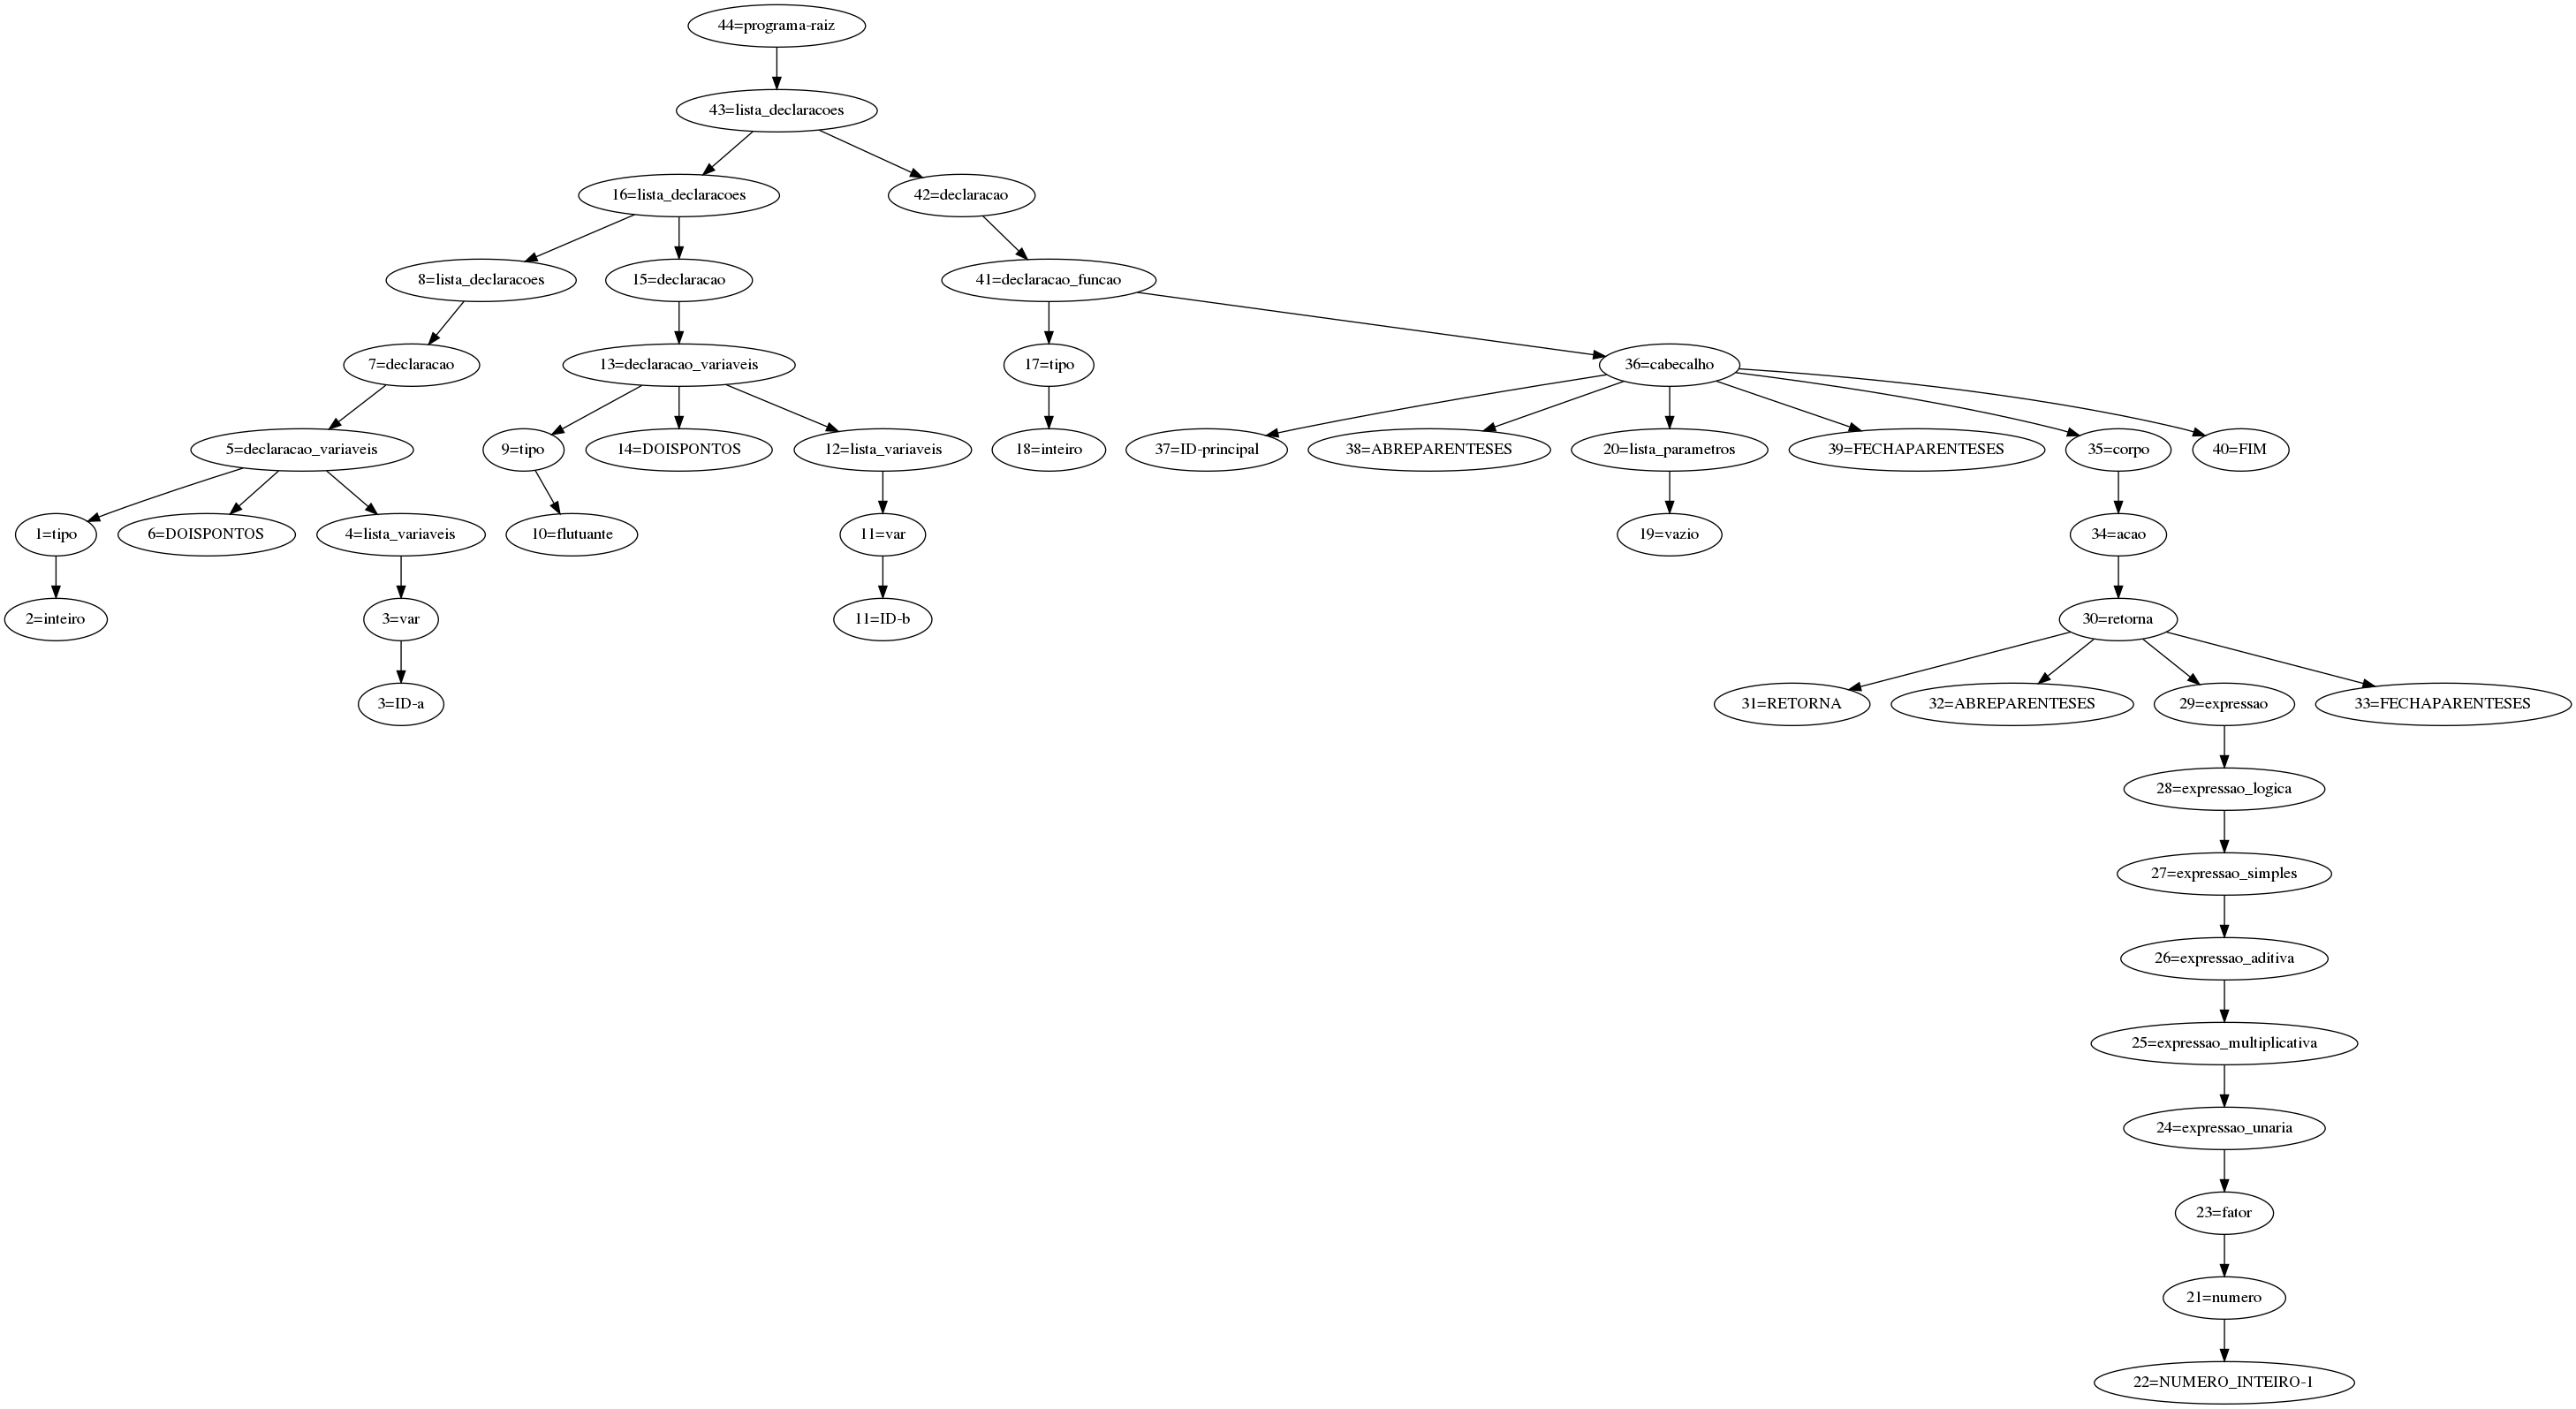 44=programa-raiz
43=lista_declaracoes
16=lista_declaracoes
42=declaracao
8=lista_declaracoes
15=declaracao
41=declaracao_funcao
7=declaracao
13=declaracao_variaveis
17=tipo
36=cabecalho
5=declaracao_variaveis
9=tipo
14=DOISPONTOS
12=lista_variaveis
18=inteiro
37=ID-principal
38=ABREPARENTESES
20=lista_parametros
39=FECHAPARENTESES
35=corpo
40=FIM
1=tipo
6=DOISPONTOS
4=lista_variaveis
10=flutuante
11=var
19=vazio
34=acao
2=inteiro
3=var
11=ID-b
30=retorna
3=ID-a
31=RETORNA
32=ABREPARENTESES
29=expressao
33=FECHAPARENTESES
28=expressao_logica
27=expressao_simples
26=expressao_aditiva
25=expressao_multiplicativa
24=expressao_unaria
23=fator
21=numero
22=NUMERO_INTEIRO-1